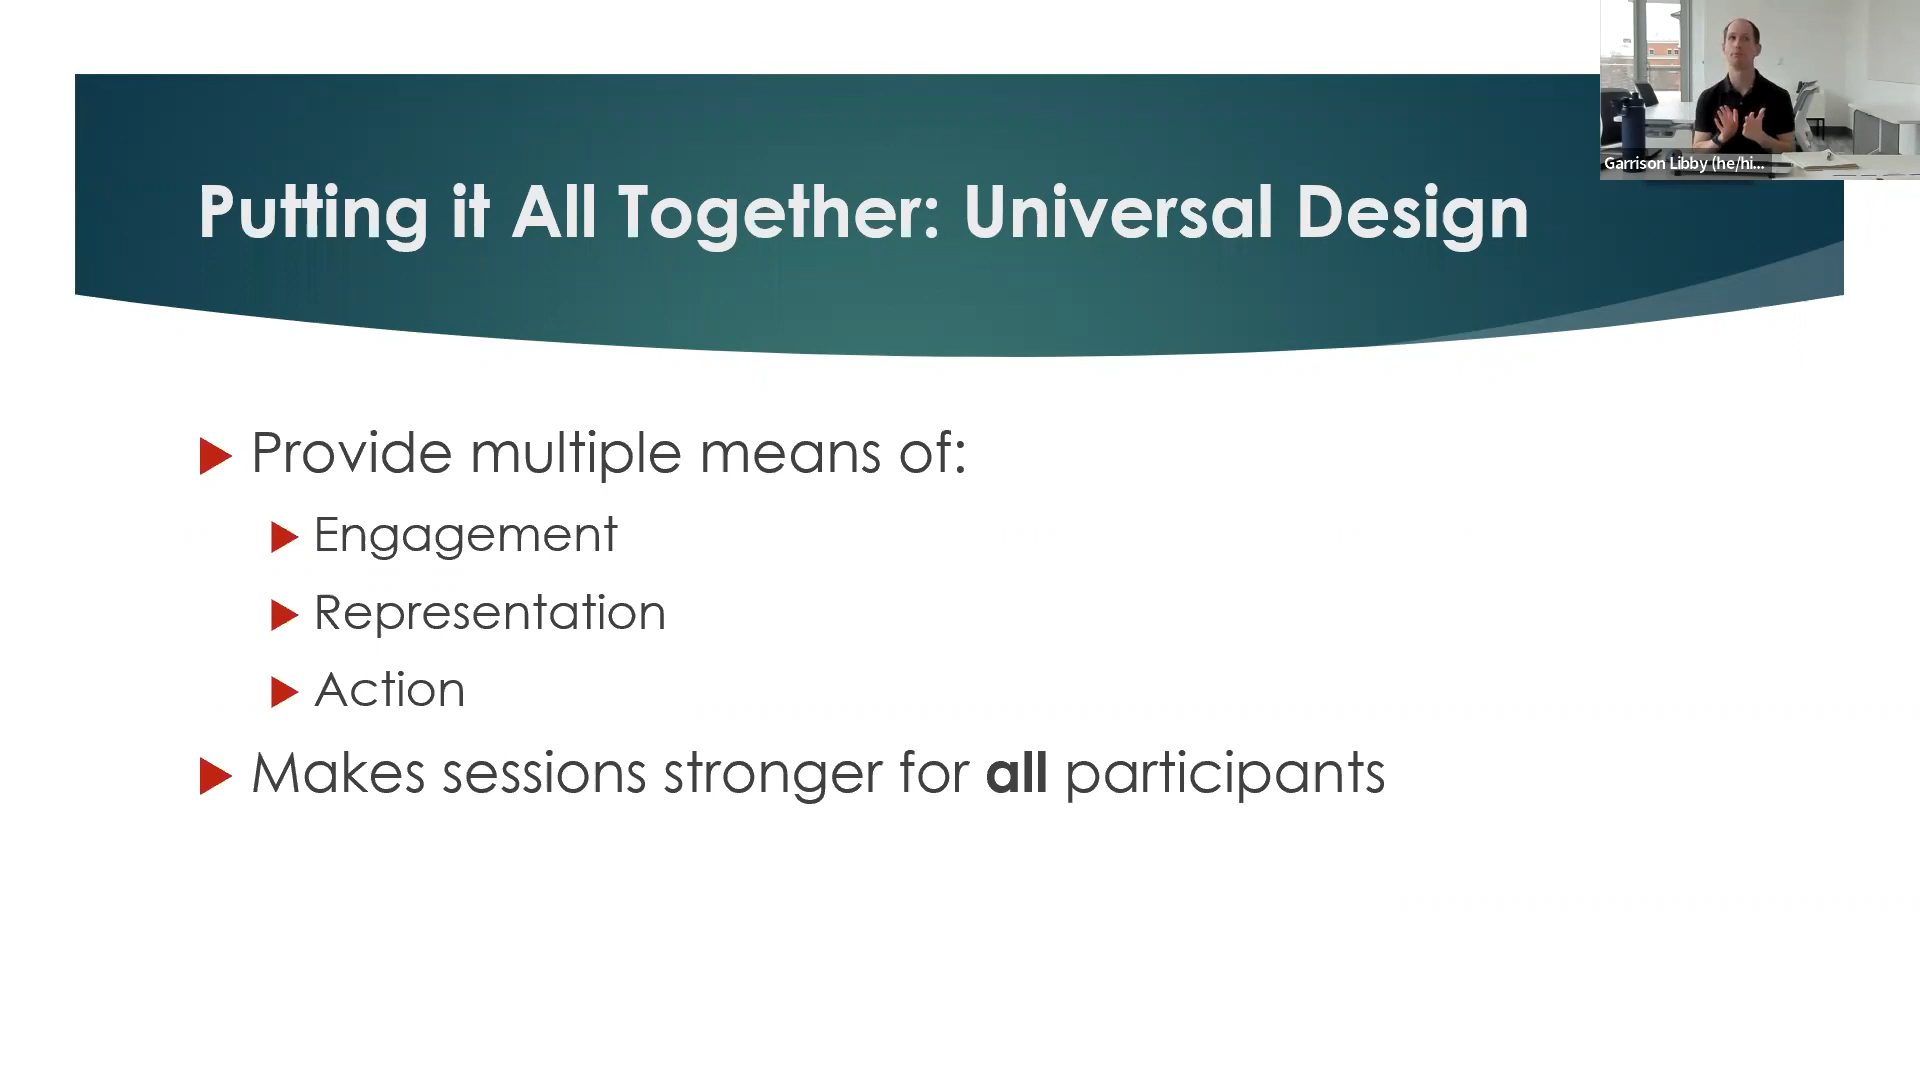 Garrison Libby (he/hi...
Putting it All Together: Universal Design
Provide multiple means of:
Engagement
Representation
Action
Makes sessions stronger for all participants